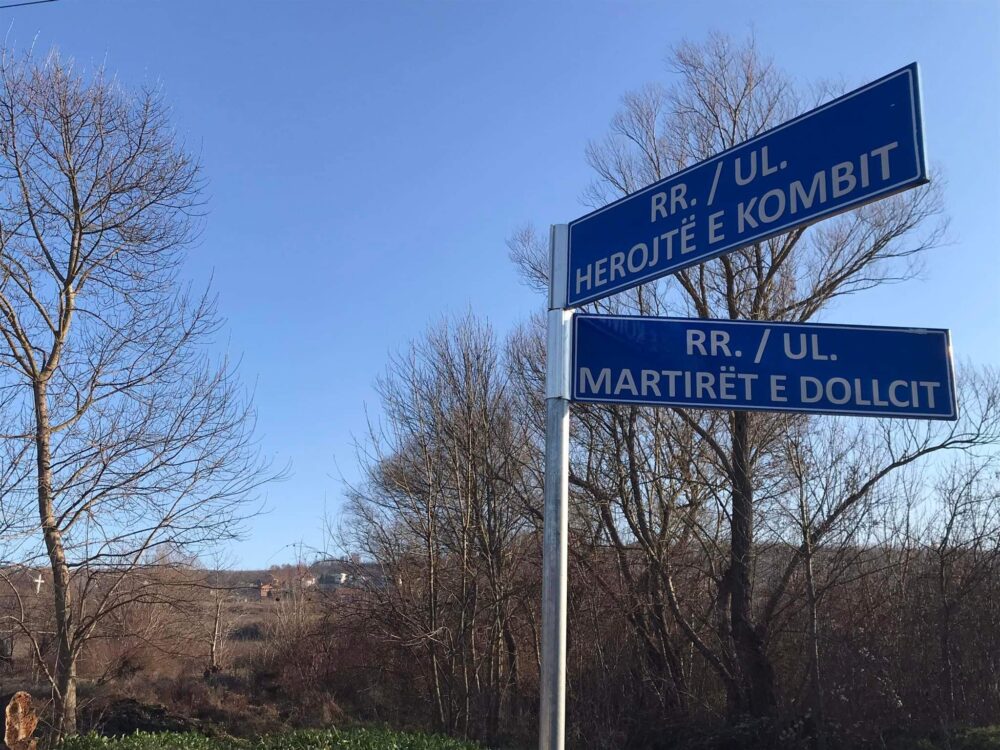 RR. / UL.
HEROJTË E KOMBIT
RR. / UL.
MARTIRËT E DOLLCIT